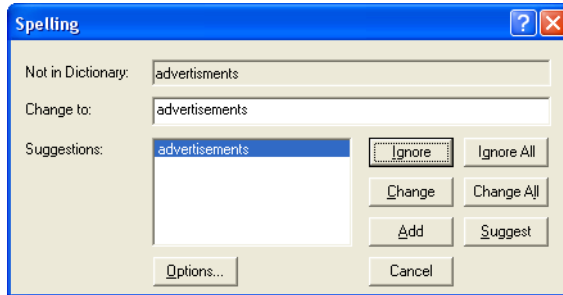 Spelling
Not in Dictionary: advertisments
Change to: advertisements
Suggestions: advertisements Ignore Ignore All
Change Change All
Add Suggest
Options... Cancel